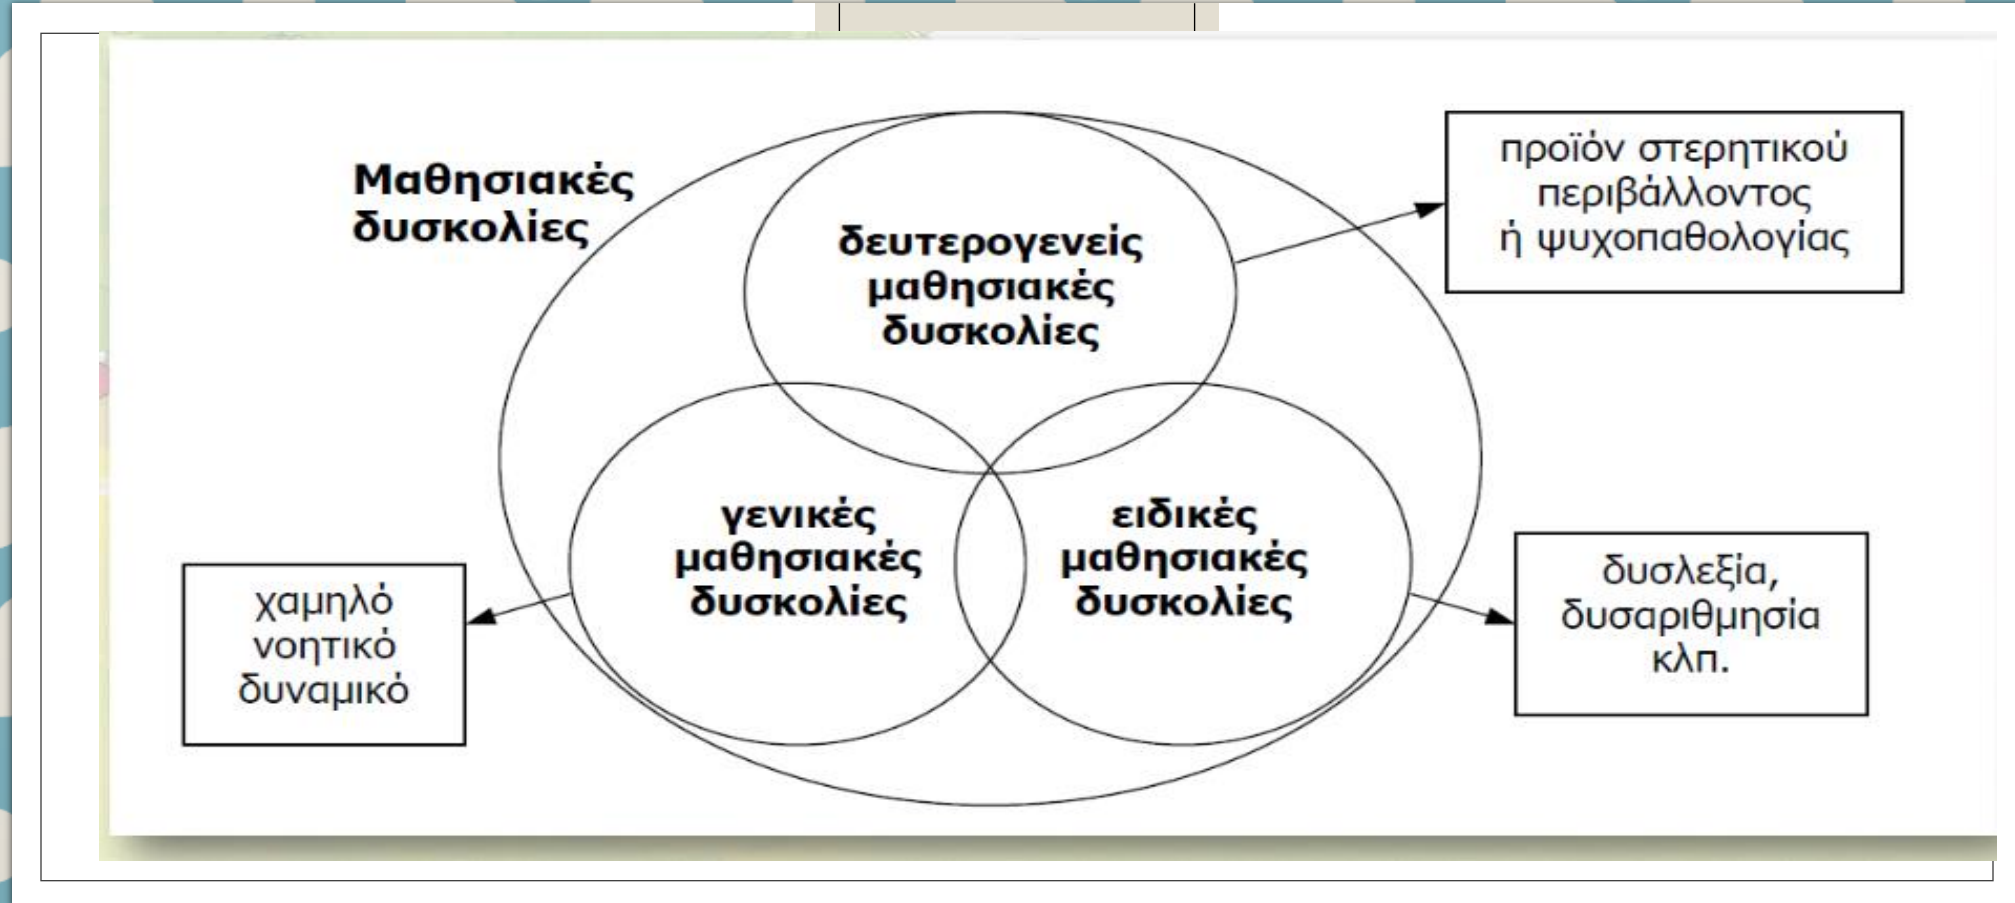 Μαθησιακές
δυσκολίες
προϊόν στερητικού
περιβάλλοντος
ή ψυχοπαθολογίας
δευτερογενείς
μαθησιακές
δυσκολίες
γενικές
μαθησιακές
δυσκολίες
ειδικές
μαθησιακές
δυσκολίες
χαμηλό
νοητικό
δυναμικό
δυσλεξία,
δυσαριθμησία
κλπ.